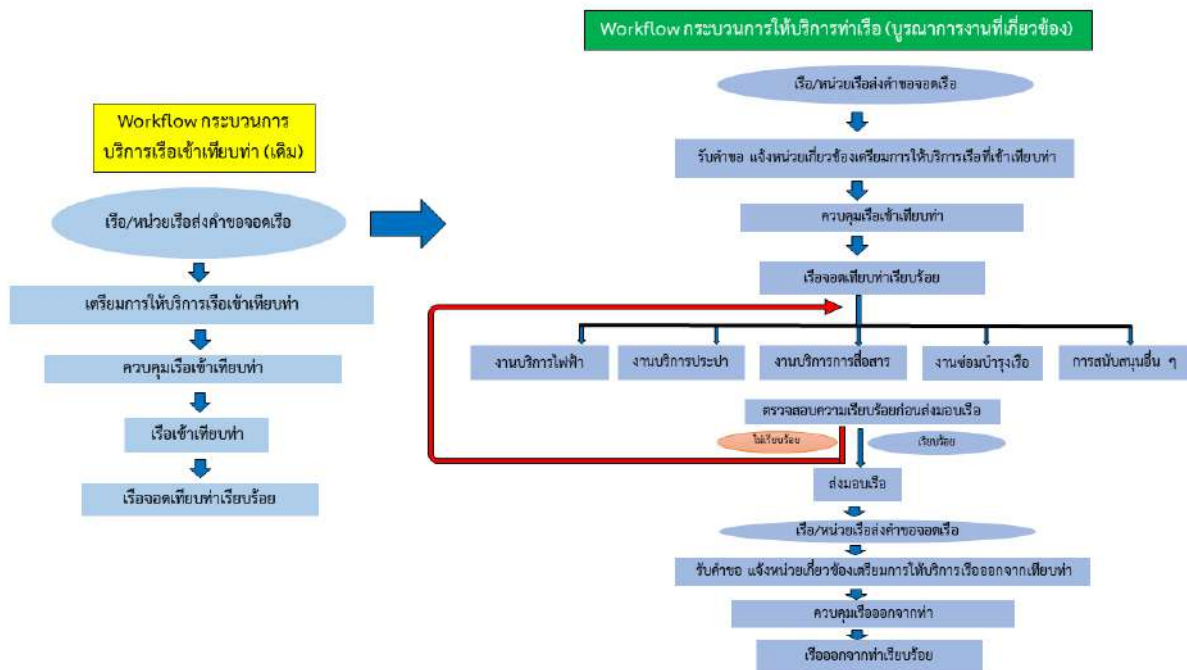 Workflow กระบวนการ
บริการเรือเข้าเทียบท่า (เดิม)
เรือ/หน่วยเรือส่งคำขอจอดเรือ
เตรียมการให้บริการเรือเข้าเทียบท่า
ควบคุมเรือเข้าเทียบท่า
เรือเข้าเทียบท่า
เรือจอดเทียบท่าเรียบร้อย
Workflow กระบวนการให้บริการท่าเรือ (บูรณาการงานที่เกี่ยวข้อง)
เรือ/หน่วยเรือส่งคำขอจอดเรือ
รับคำขอ แจ้งหน่วยเกี่ยวข้องเตรียมการให้บริการเรือที่เข้าเทียบท่า
ควบคุมเรือเข้าเทียบท่า
เรือจอดเทียบท่าเรียบร้อย
งานบริการไฟฟ้า
งานบริการประปา
งานบริการการสื่อสาร
งานซ่อมบำรุงเรือ
การสนับสนุนอื่น ๆ
ตรวจสอบความเรียบร้อยก่อนส่งมอบเรือ
ไม่เรียบร้อย
เรียบร้อย
ส่งมอบเรือ
เรือ/หน่วยเรือส่งคำขอจอดเรือ
รับคำขอ แจ้งหน่วยเกี่ยวข้องเตรียมการให้บริการเรือออกจากเทียบท่า
ควบคุมเรือออกจากท่า
เรือออกจากท่าเรียบร้อย